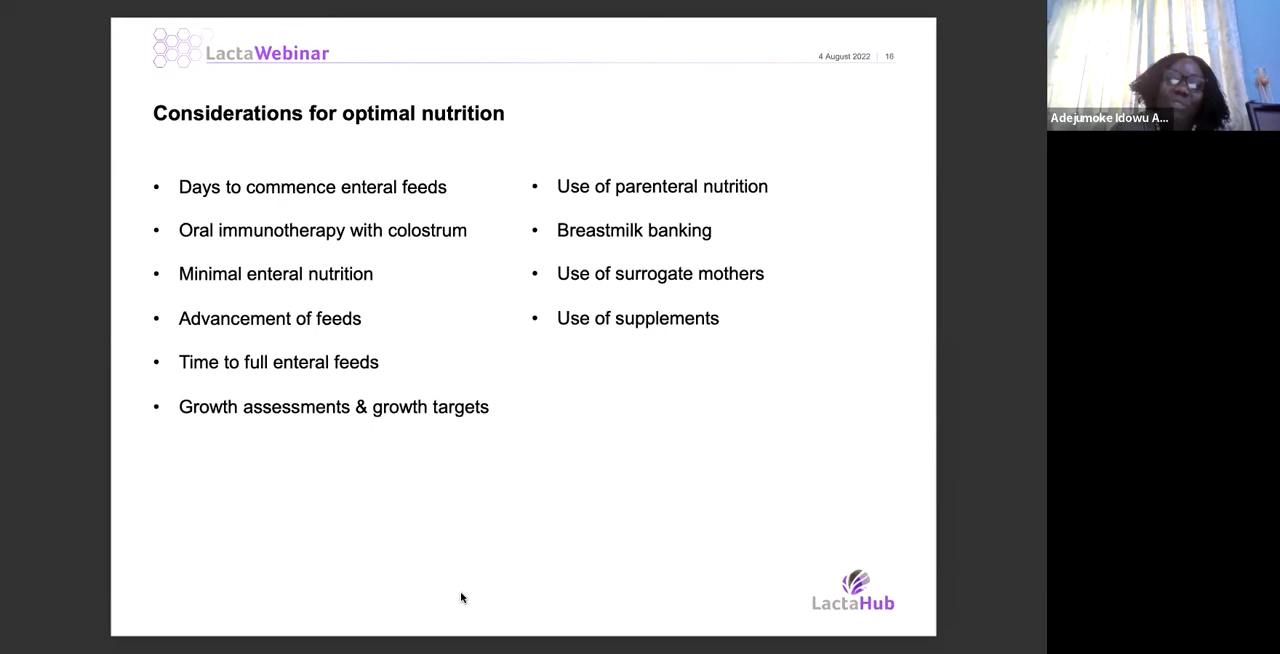 LactaWebinar
4 August 2022 | 16
Considerations for optimal nutrition
• Days to commence enteral feeds
• Oral immunotherapy with colostrum
• Minimal enteral nutrition
• Advancement of feeds
• Time to full enteral feeds
• Growth assessments & growth targets
• Use of parenteral nutrition
• Breastmilk banking
• Use of surrogate mothers
• Use of supplements
LactaHub
Adejumoke Idowu A...